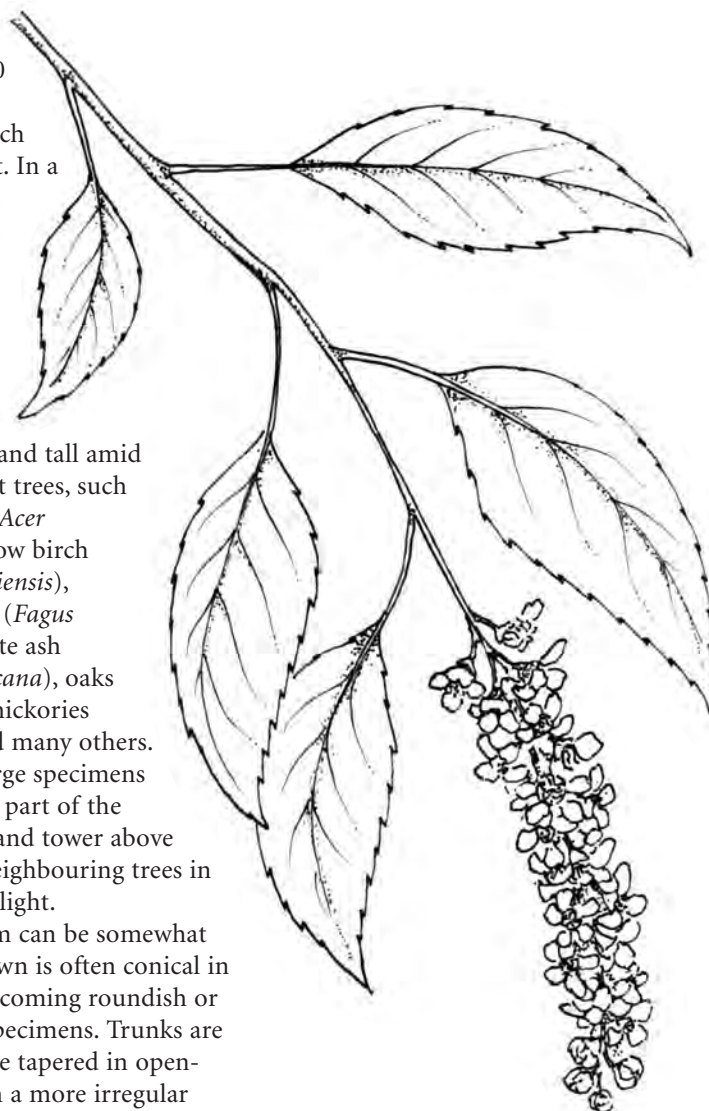 0
ch
t. In a
and tall amid
t trees, such
Acer
ow birch
iensis),
(Fagus
te ash
cana), oaks
hickories
d many others.
rge specimens
part of the
and tower above
eighbouring trees in
light.
m can be somewhat
wn is often conical in
coming roundish or
pecimens. Trunks are
e tapered in open-
n a more irregular